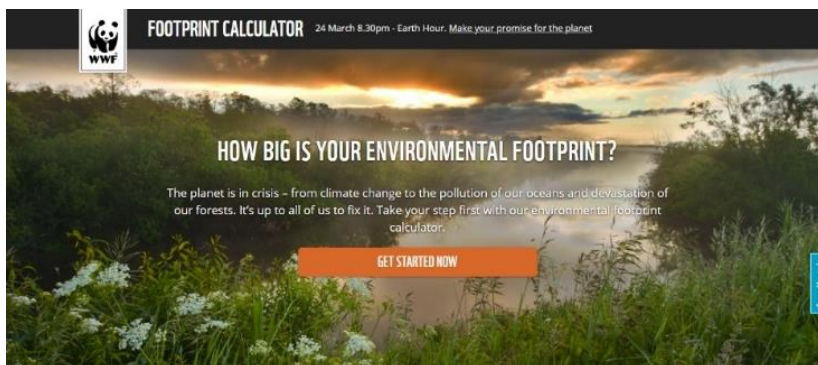 WWF
FOOTPRINT CALCULATOR 24 March 8.30pm - Earth Hour. Make your promise for the planet
HOW BIG IS YOUR ENVIRONMENTAL FOOTPRINT?
The planet is in crisis – from climate change to the pollution of our oceans and devastation of
our forests. It's up to all of us to fix it. Take your step first with our environmental footprint
calculator.
GET STARTED NOW